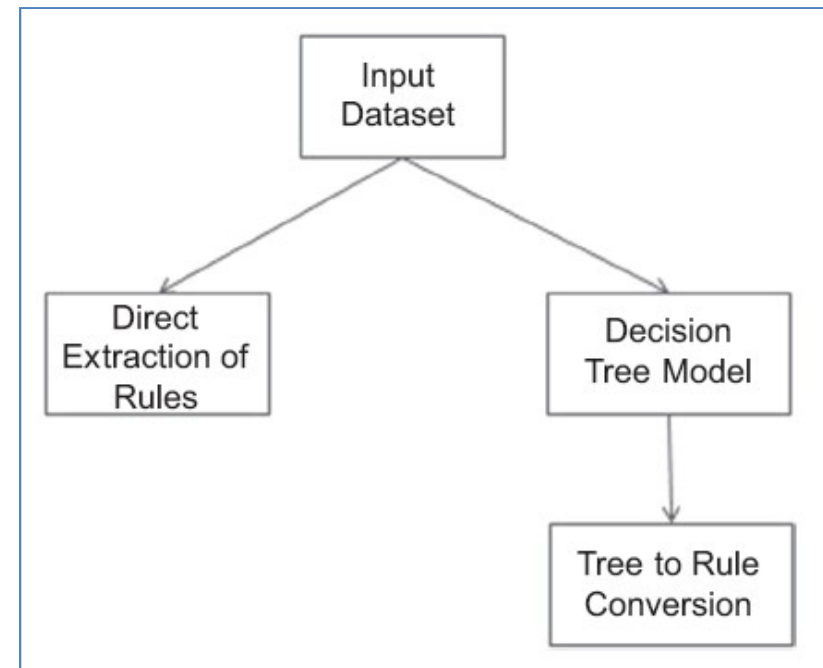 Input
Dataset
Direct
Extraction of
Rules
Decision
Tree Model
Tree to Rule
Conversion